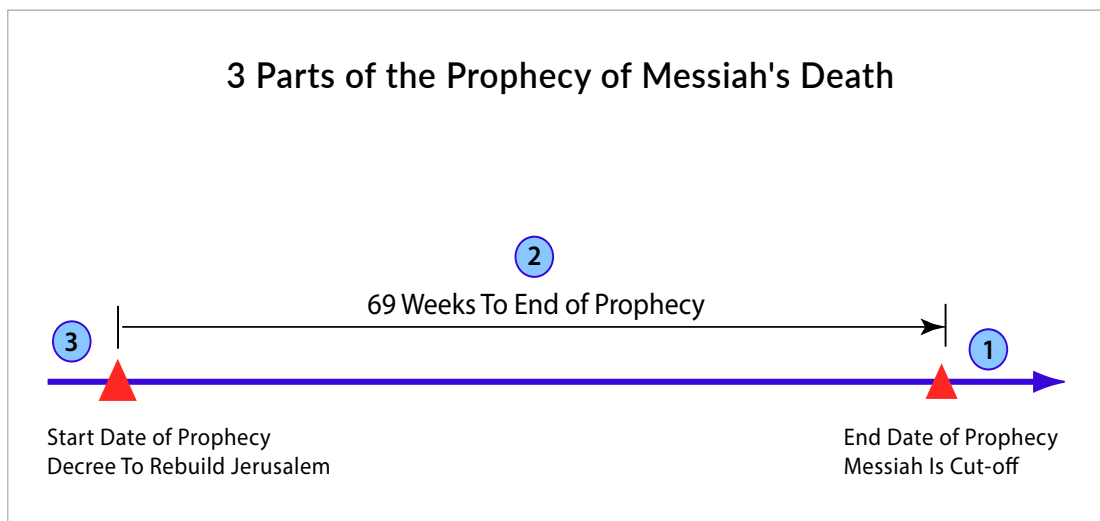 3 Parts of the Prophecy of Messiah's Death
2
69 Weeks To End of Prophecy
3
1
Start Date of Prophecy
Decree To Rebuild Jerusalem
End Date of Prophecy
Messiah Is Cut-off